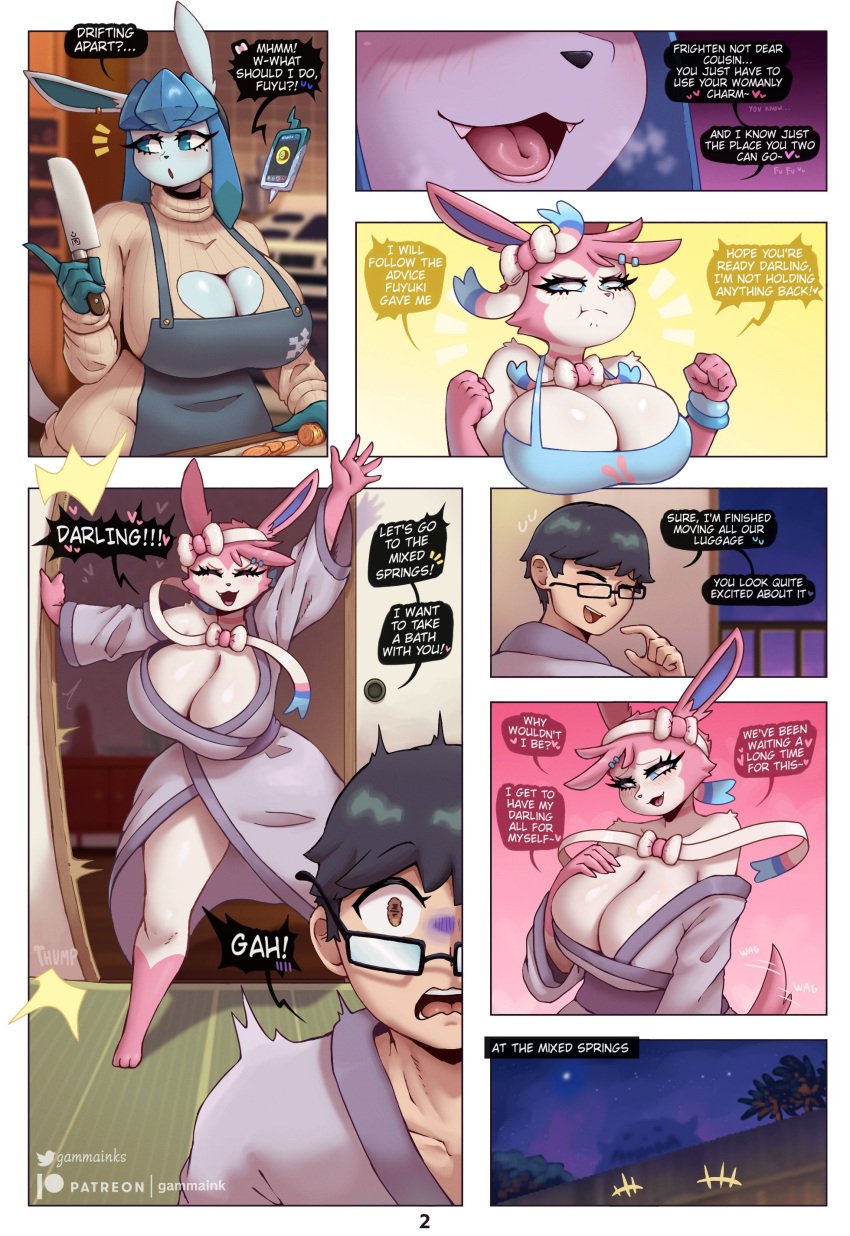 DRIFTING
APART?...
MHMM!
W-WHAT
SHOULD I DO,
FUYU?!
FRIGHTEN NOT DEAR
COUSIN...
YOU JUST HAVE TO
USE YOUR WOMANLY
CHARM~
YOU KNOW...
AND I KNOW JUST
THE PLACE YOU TWO
CAN GO~
FU FU
I WILL
FOLLOW THE
ADVICE
FUYUKI
GAVE ME
HOPE YOU'RE
READY DARLING,
I'M NOT HOLDING
ANYTHING BACK!
DARLING!!!
LET'S GO
TO THE
MIXED
SPRINGS!
I WANT
TO TAKE
A BATH
WITH YOU!
THUMP
GAH!
SURE, I'M FINISHED
MOVING ALL OUR
LUGGAGE
YOU LOOK QUITE
EXCITED ABOUT IT
WHY
WOULDN'T
I BE?
WE'VE BEEN
WAITING A
LONG TIME
FOR THIS~
I GET TO
HAVE MY
DARLING
ALL FOR
MYSELF~
WAG
WAG
AT THE MIXED SPRINGS
gammainks
PATREON | gammaink
2